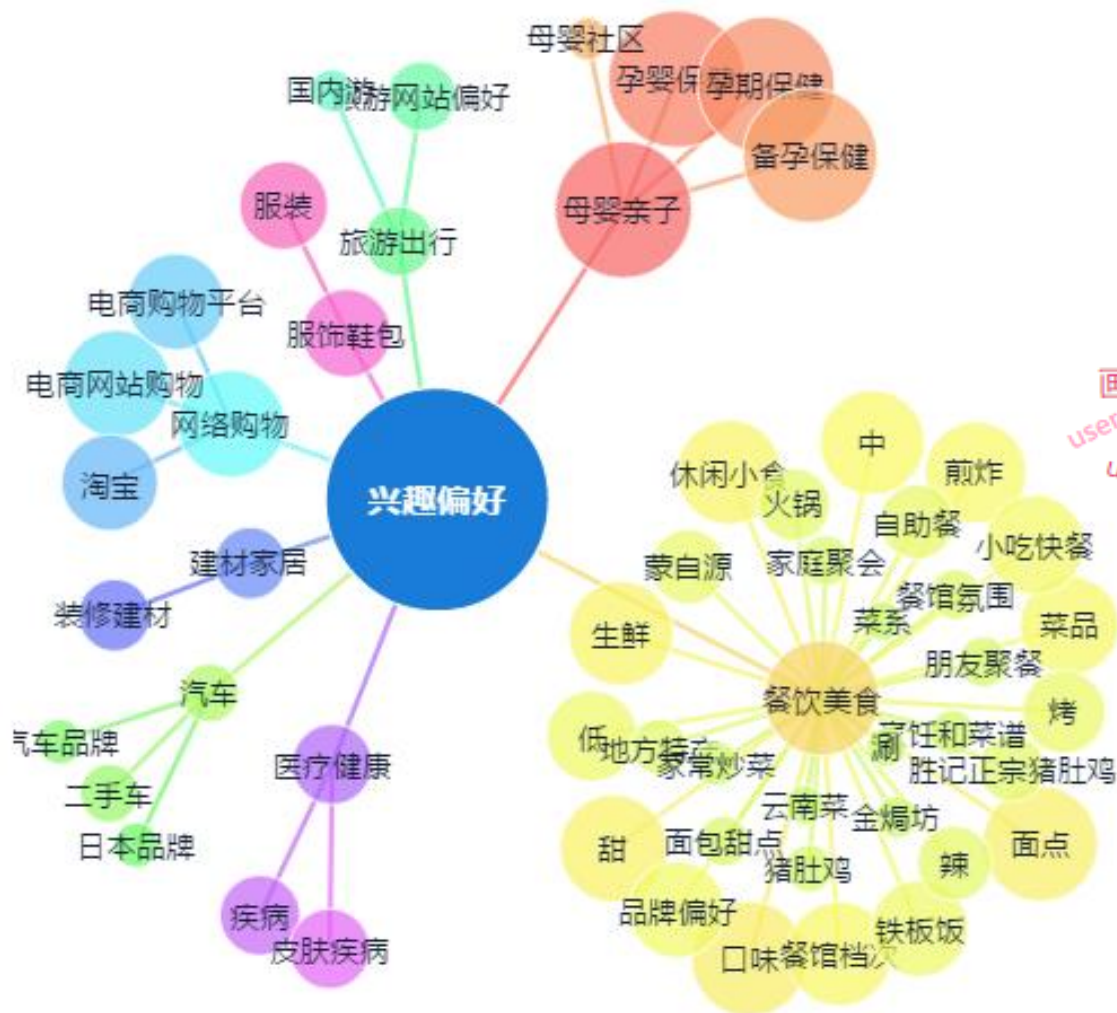 母婴社区
孕期保健
备孕保健
母婴亲子
国内游
游网站偏好
旅游出行
服装
服饰鞋包
电商购物平台
电商网站购物
网络购物
淘宝
兴趣偏好
建材家居
装修建材
汽车
汽车品牌
二手车
日本品牌
医疗健康
疾病
皮肤疾病
中
休闲小食
煎炸
火锅
自助餐
小吃快餐
蒙自源
家庭聚会
餐馆氛围
菜系
生鲜
菜品
朋友聚餐
餐饮美食
烤
低
地方特产
家常炒菜
涮
烹饪和菜谱
胜记正宗猪肚鸡
云南菜
金焗坊
甜
面包甜点
猪肚鸡
辣
面点
品牌偏好
铁板饭
口味
餐馆档次
user